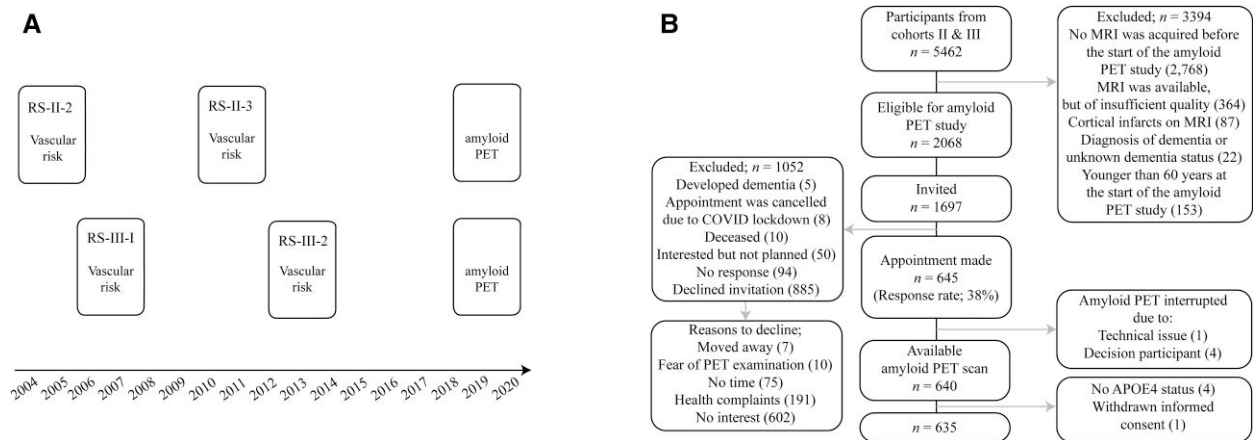 A
RS-II-2
Vascular
risk
RS-II-3
Vascular
risk
amyloid
PET
RS-III-I
Vascular
risk
RS-III-2
Vascular
risk
amyloid
PET
2004 2005 2006 2007 2008 2009 2010 2011 2012 2013 2014 2015 2016 2017 2018 2019 2020
B
Participants from
cohorts II & III
n = 5462
Excluded; n = 3394
No MRI was acquired before
the start of the amyloid
PET study (2,768)
MRI was available,
but of insufficient quality (364)
Cortical infarcts on MRI (87)
Diagnosis of dementia or
unknown dementia status (22)
Younger than 60 years at
the start of the amyloid
PET study (153)
Eligible for amyloid
PET study
n = 2068
Invited
n = 1697
Excluded; n = 1052
Developed dementia (5)
Appointment was cancelled
due to COVID lockdown (8)
Deceased (10)
Interested but not planned (50)
No response (94)
Declined invitation (885)
Reasons to decline;
Moved away (7)
Fear of PET examination (10)
No time (75)
Health complaints (191)
No interest (602)
Appointment made
n = 645
(Response rate; 38%)
Amyloid PET interrupted
due to:
Technical issue (1)
Decision participant (4)
Available
amyloid PET scan
n = 640
No APOE4 status (4)
Withdrawn informed
consent (1)
n = 635